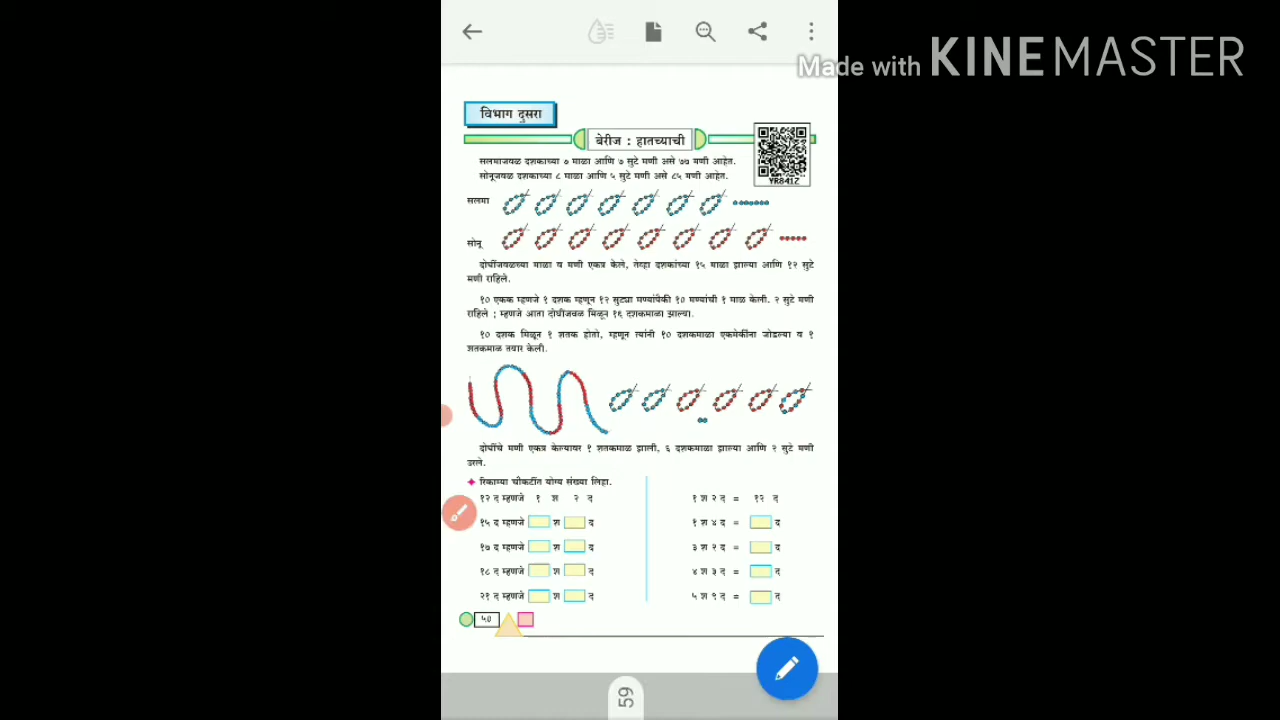 Made with KINEMASTER
विभाग दुसरा
बेरीज : हातच्याची
YR841Z
सलमाजवळ दशकाच्या ७ माळा आणि ७ सुटे मणी असे ७७ मणी आहेत.
सोनूजवळ दशकाच्या ८ माळा आणि ५ सुटे मणी असे ८५ मणी आहेत.
सलमा
सोनू
दोघींजवळच्या माळा व मणी एकत्र केले, तेव्हा दशकांच्या १५ माळा झाल्या आणि १२ सुटे
मणी राहिले.
१० एकक म्हणजे १ दशक म्हणून १२ सुट्या मण्यांपैकी १० मण्यांची १ माळ केली. २ सुटे मणी
राहिले ; म्हणजे आता दोघींजवळ मिळून १६ दशकमाळा झाल्या.
१० दशक मिळून १ शतक होतो, म्हणून त्यांनी १० दशकमाळा एकमेकींना जोडल्या व १
शतकमाळ तयार केली.
दोघींचे मणी एकत्र केल्यावर १ शतकमाळ झाली, ६ दशकमाळा झाल्या आणि २ सुटे मणी
उरले.
रिकाम्या चौकटींत योग्य संख्या लिहा.
१२ द म्हणजे १ श २ द
१५ द म्हणजे श द
१७ द म्हणजे श द
१८ द म्हणजे श द
२१ द म्हणजे श द
१ श २ द = १२ द
१ श ४ द = द
३ श २ द = द
४ श ३ द = द
५ श ९ द = द
५७
59